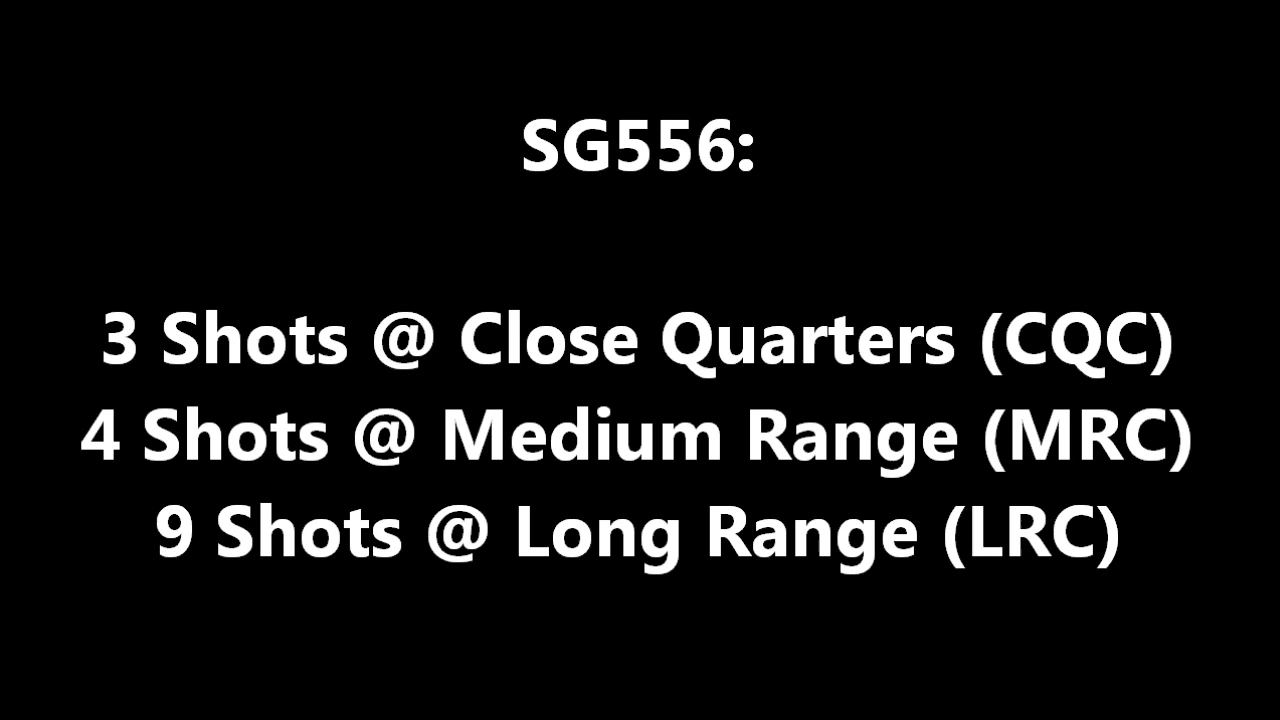 SG556:
3 Shots @ Close Quarters (CQC)
4 Shots @ Medium Range (MRC)
9 Shots @ Long Range (LRC)